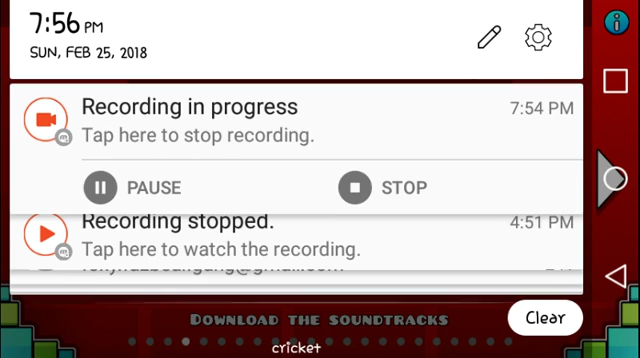 7:56 PM
SUN, FEB 25, 2018
Recording in progress 7:54 PM
Tap here to stop recording.
PAUSE STOP
Recording stopped. 4:51 PM
Tap here to watch the recording.
Clear
DOWNLOAD THE SOUNDTRACKS
cricket